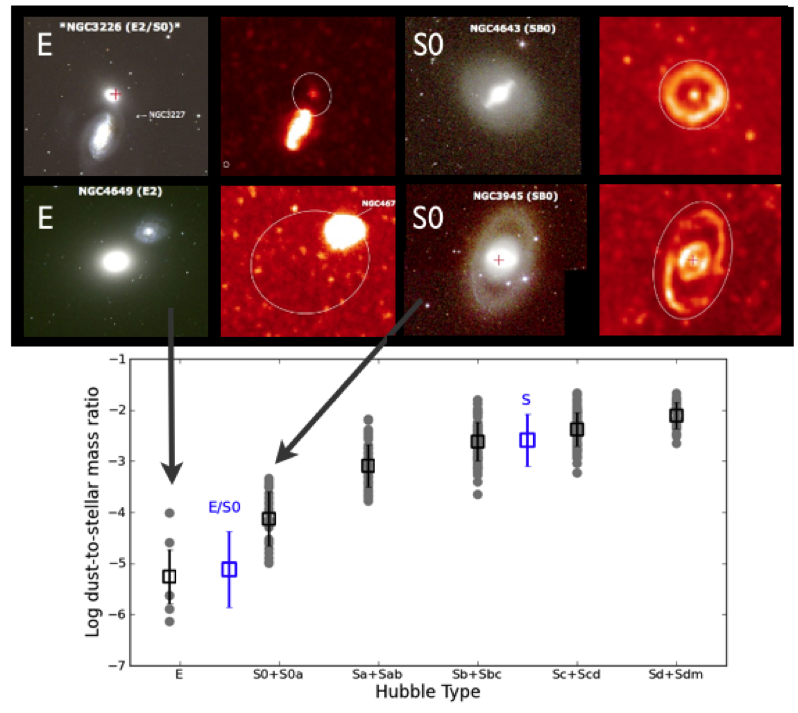 E
*NGC3226 (E2/S0)*
NGC3227
S0
NGC4643 (SB0)
E
NGC4649 (E2)
NGC467
S0
NGC3945 (SB0)
Log dust-to-stellar mass ratio
−1
−2
−3
−4
−5
−6
−7
E/S0
S
E
S0+S0a
Sa+Sab
Sb+Sbc
Sc+Scd
Sd+Sdm
Hubble Type